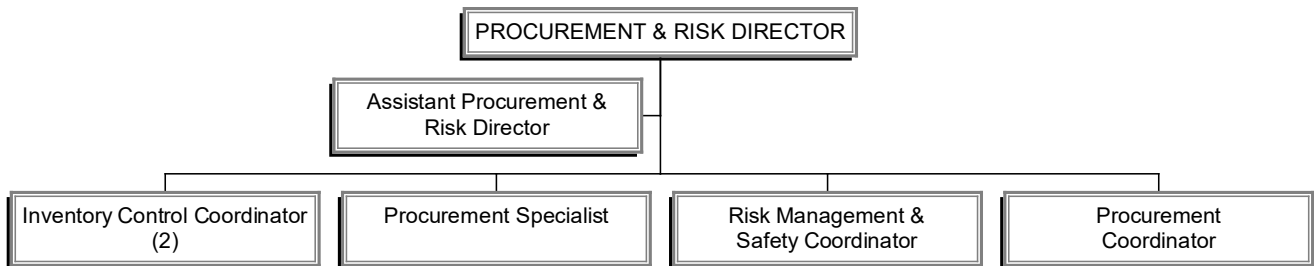 PROCUREMENT & RISK DIRECTOR
Assistant Procurement &
Risk Director
Inventory Control Coordinator
(2)
Procurement Specialist
Risk Management &
Safety Coordinator
Procurement
Coordinator